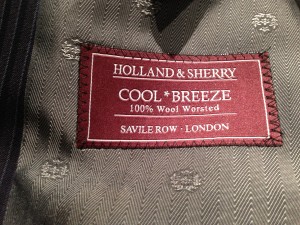 HOLLAND & SHERRY
COOL*BREEZE
100% Wool Worsted
SAVILE ROW · LONDON